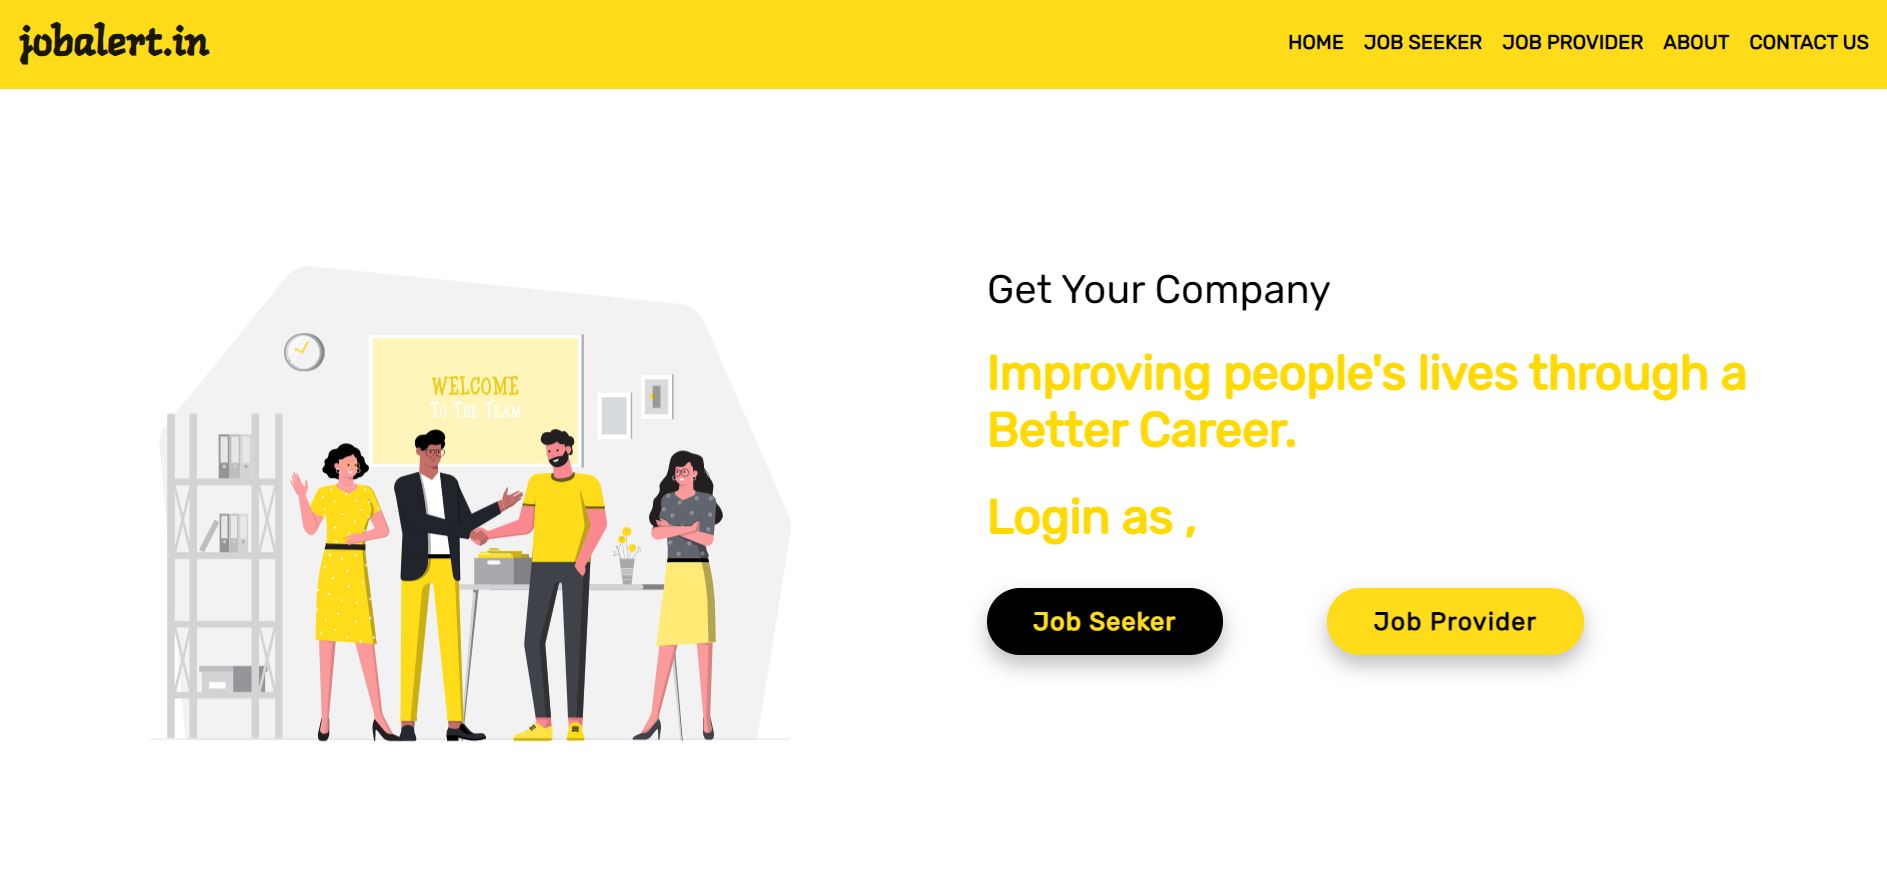 jobalert.in
HOME JOB SEEKER JOB PROVIDER ABOUT CONTACT US
WELCOME
To The Team
Get Your Company
Improving people's lives through a
Better Career.
Login as ,
Job Seeker
Job Provider